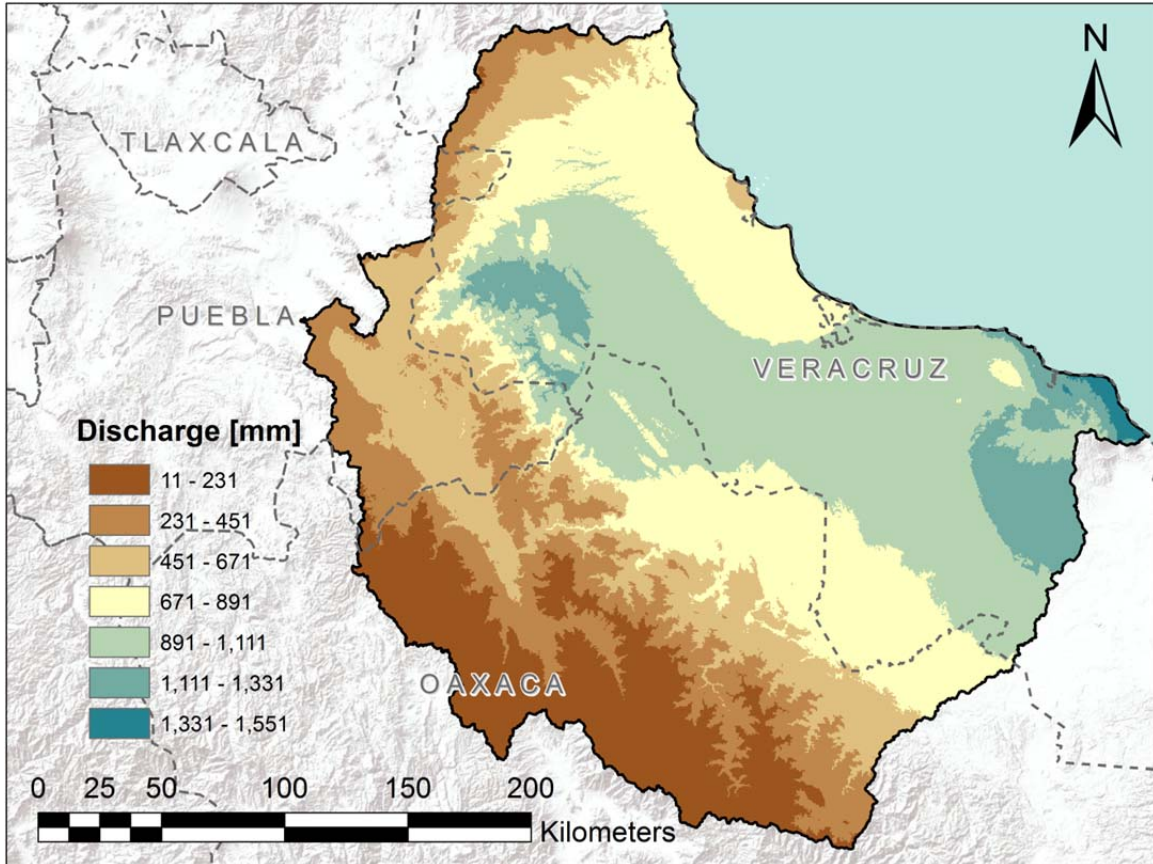 N
TLAXCALA
PUEBLA
VERACRUZ
Discharge [mm]
11 - 231
231 - 451
451 - 671
671 - 891
891 - 1,111
1,111 - 1,331
1,331 - 1,551
OAXACA
0 25 50 100 150 200
Kilometers